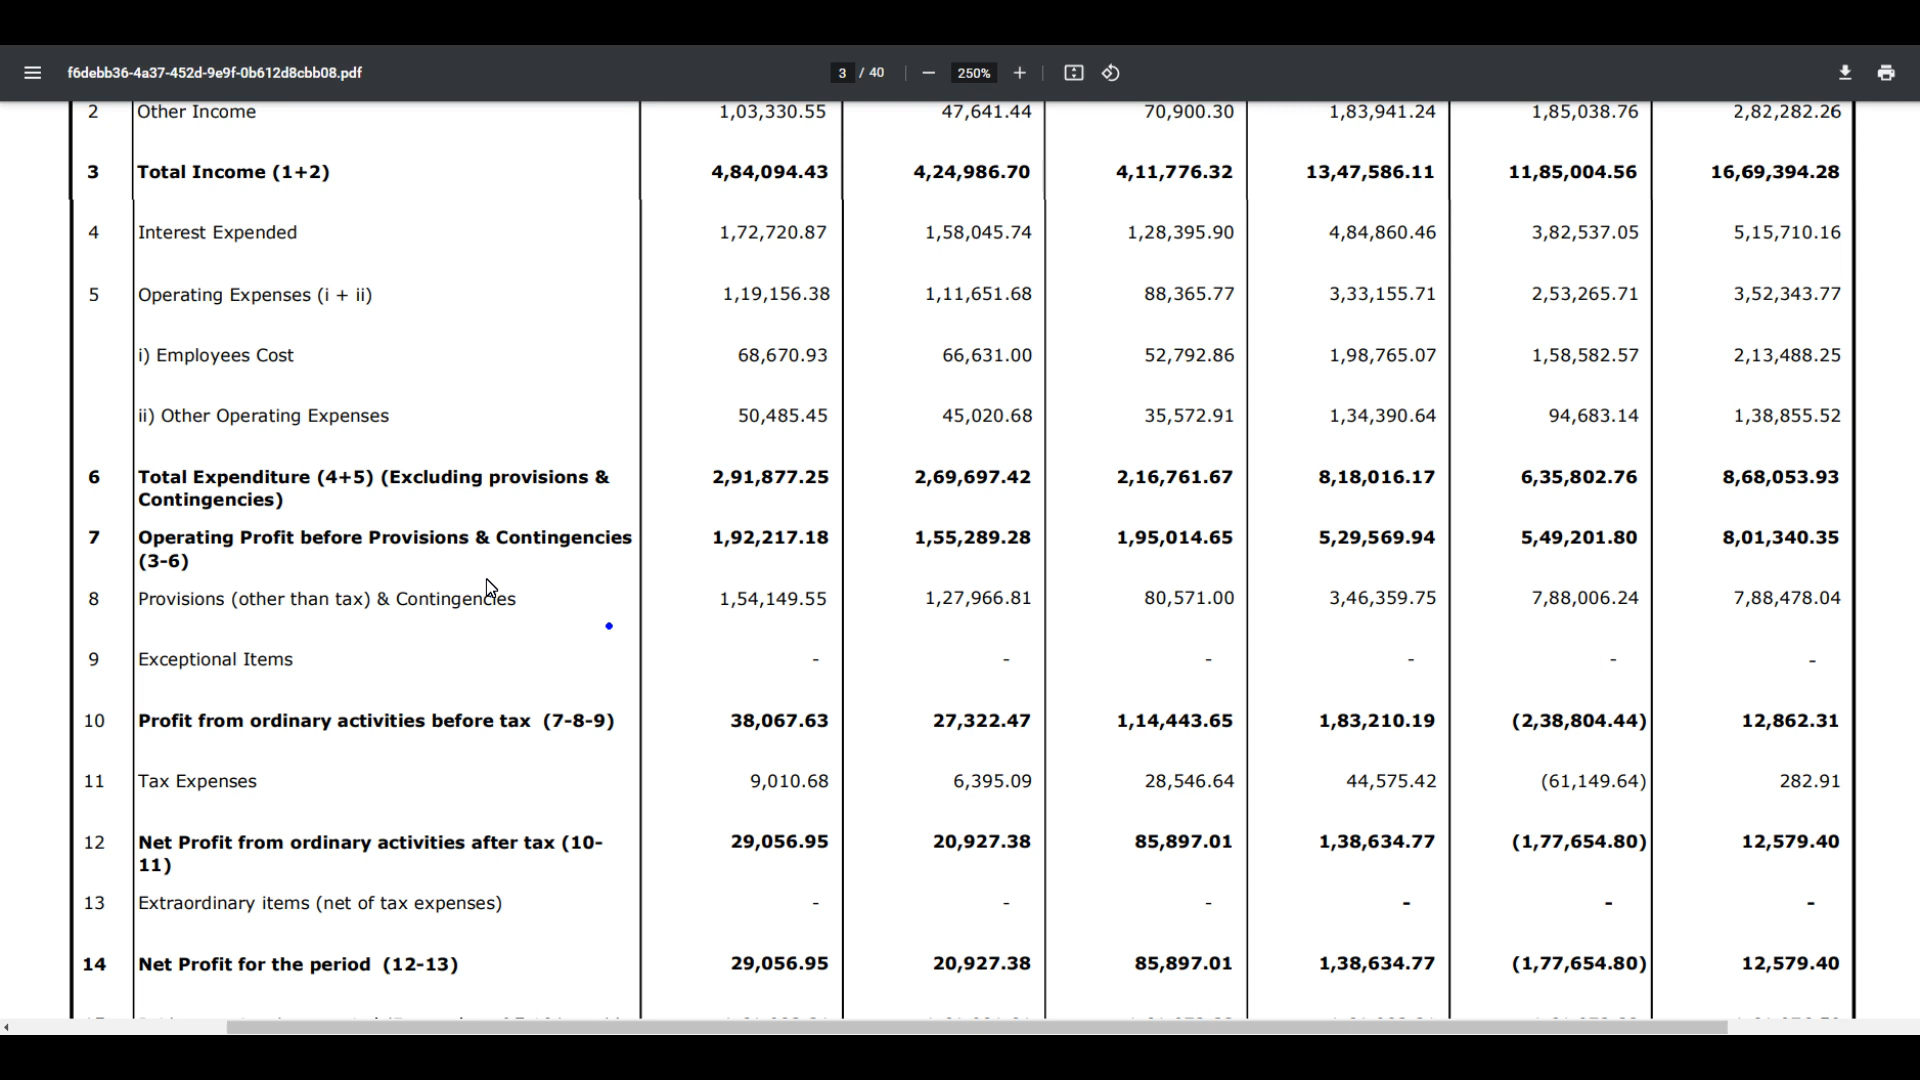 f6debb36-4a37-452d-9e9f-0b612d8cbb08.pdf 3 / 40 250%
2 Other Income 1,03,330.55 47,641.44 70,900.30 1,83,941.24 1,85,038.76 2,82,282.26
3 Total Income (1+2) 4,84,094.43 4,24,986.70 4,11,776.32 13,47,586.11 11,85,004.56 16,69,394.28
4 Interest Expended 1,72,720.87 1,58,045.74 1,28,395.90 4,84,860.46 3,82,537.05 5,15,710.16
5 Operating Expenses (i + ii) 1,19,156.38 1,11,651.68 88,365.77 3,33,155.71 2,53,265.71 3,52,343.77
i) Employees Cost 68,670.93 66,631.00 52,792.86 1,98,765.07 1,58,582.57 2,13,488.25
ii) Other Operating Expenses 50,485.45 45,020.68 35,572.91 1,34,390.64 94,683.14 1,38,855.52
6 Total Expenditure (4+5) (Excluding provisions & 2,91,877.25 2,69,697.42 2,16,761.67 8,18,016.17 6,35,802.76 8,68,053.93
Contingencies)
7 Operating Profit before Provisions & Contingencies 1,92,217.18 1,55,289.28 1,95,014.65 5,29,569.94 5,49,201.80 8,01,340.35
(3-6)
8 Provisions (other than tax) & Contingencies 1,54,149.55 1,27,966.81 80,571.00 3,46,359.75 7,88,006.24 7,88,478.04
9 Exceptional Items - - - - - -
10 Profit from ordinary activities before tax (7-8-9) 38,067.63 27,322.47 1,14,443.65 1,83,210.19 (2,38,804.44) 12,862.31
11 Tax Expenses 9,010.68 6,395.09 28,546.64 44,575.42 (61,149.64) 282.91
12 Net Profit from ordinary activities after tax (10- 29,056.95 20,927.38 85,897.01 1,38,634.77 (1,77,654.80) 12,579.40
11)
13 Extraordinary items (net of tax expenses) - - - - - -
14 Net Profit for the period (12-13) 29,056.95 20,927.38 85,897.01 1,38,634.77 (1,77,654.80) 12,579.40